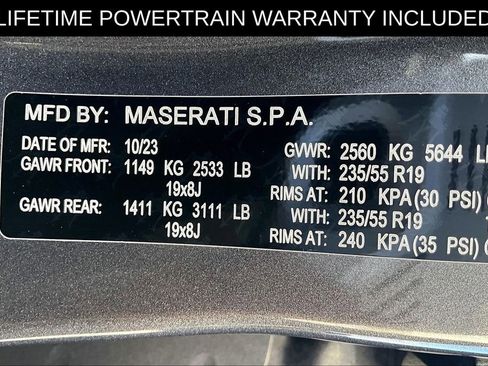 LIFETIME POWERTRAIN WARRANTY INCLUDED
MFD BY: MASERATI S.P.A.
DATE OF MFR: 10/23 GVWR: 2560 KG 5644 LB
GAWR FRONT: 1149 KG 2533 LB WITH: 235/55 R19
19x8J RIMS AT: 210 KPA (30 PSI)
GAWR REAR: 1411 KG 3111 LB WITH: 235/55 R19
19x8J RIMS AT: 240 KPA (35 PSI)